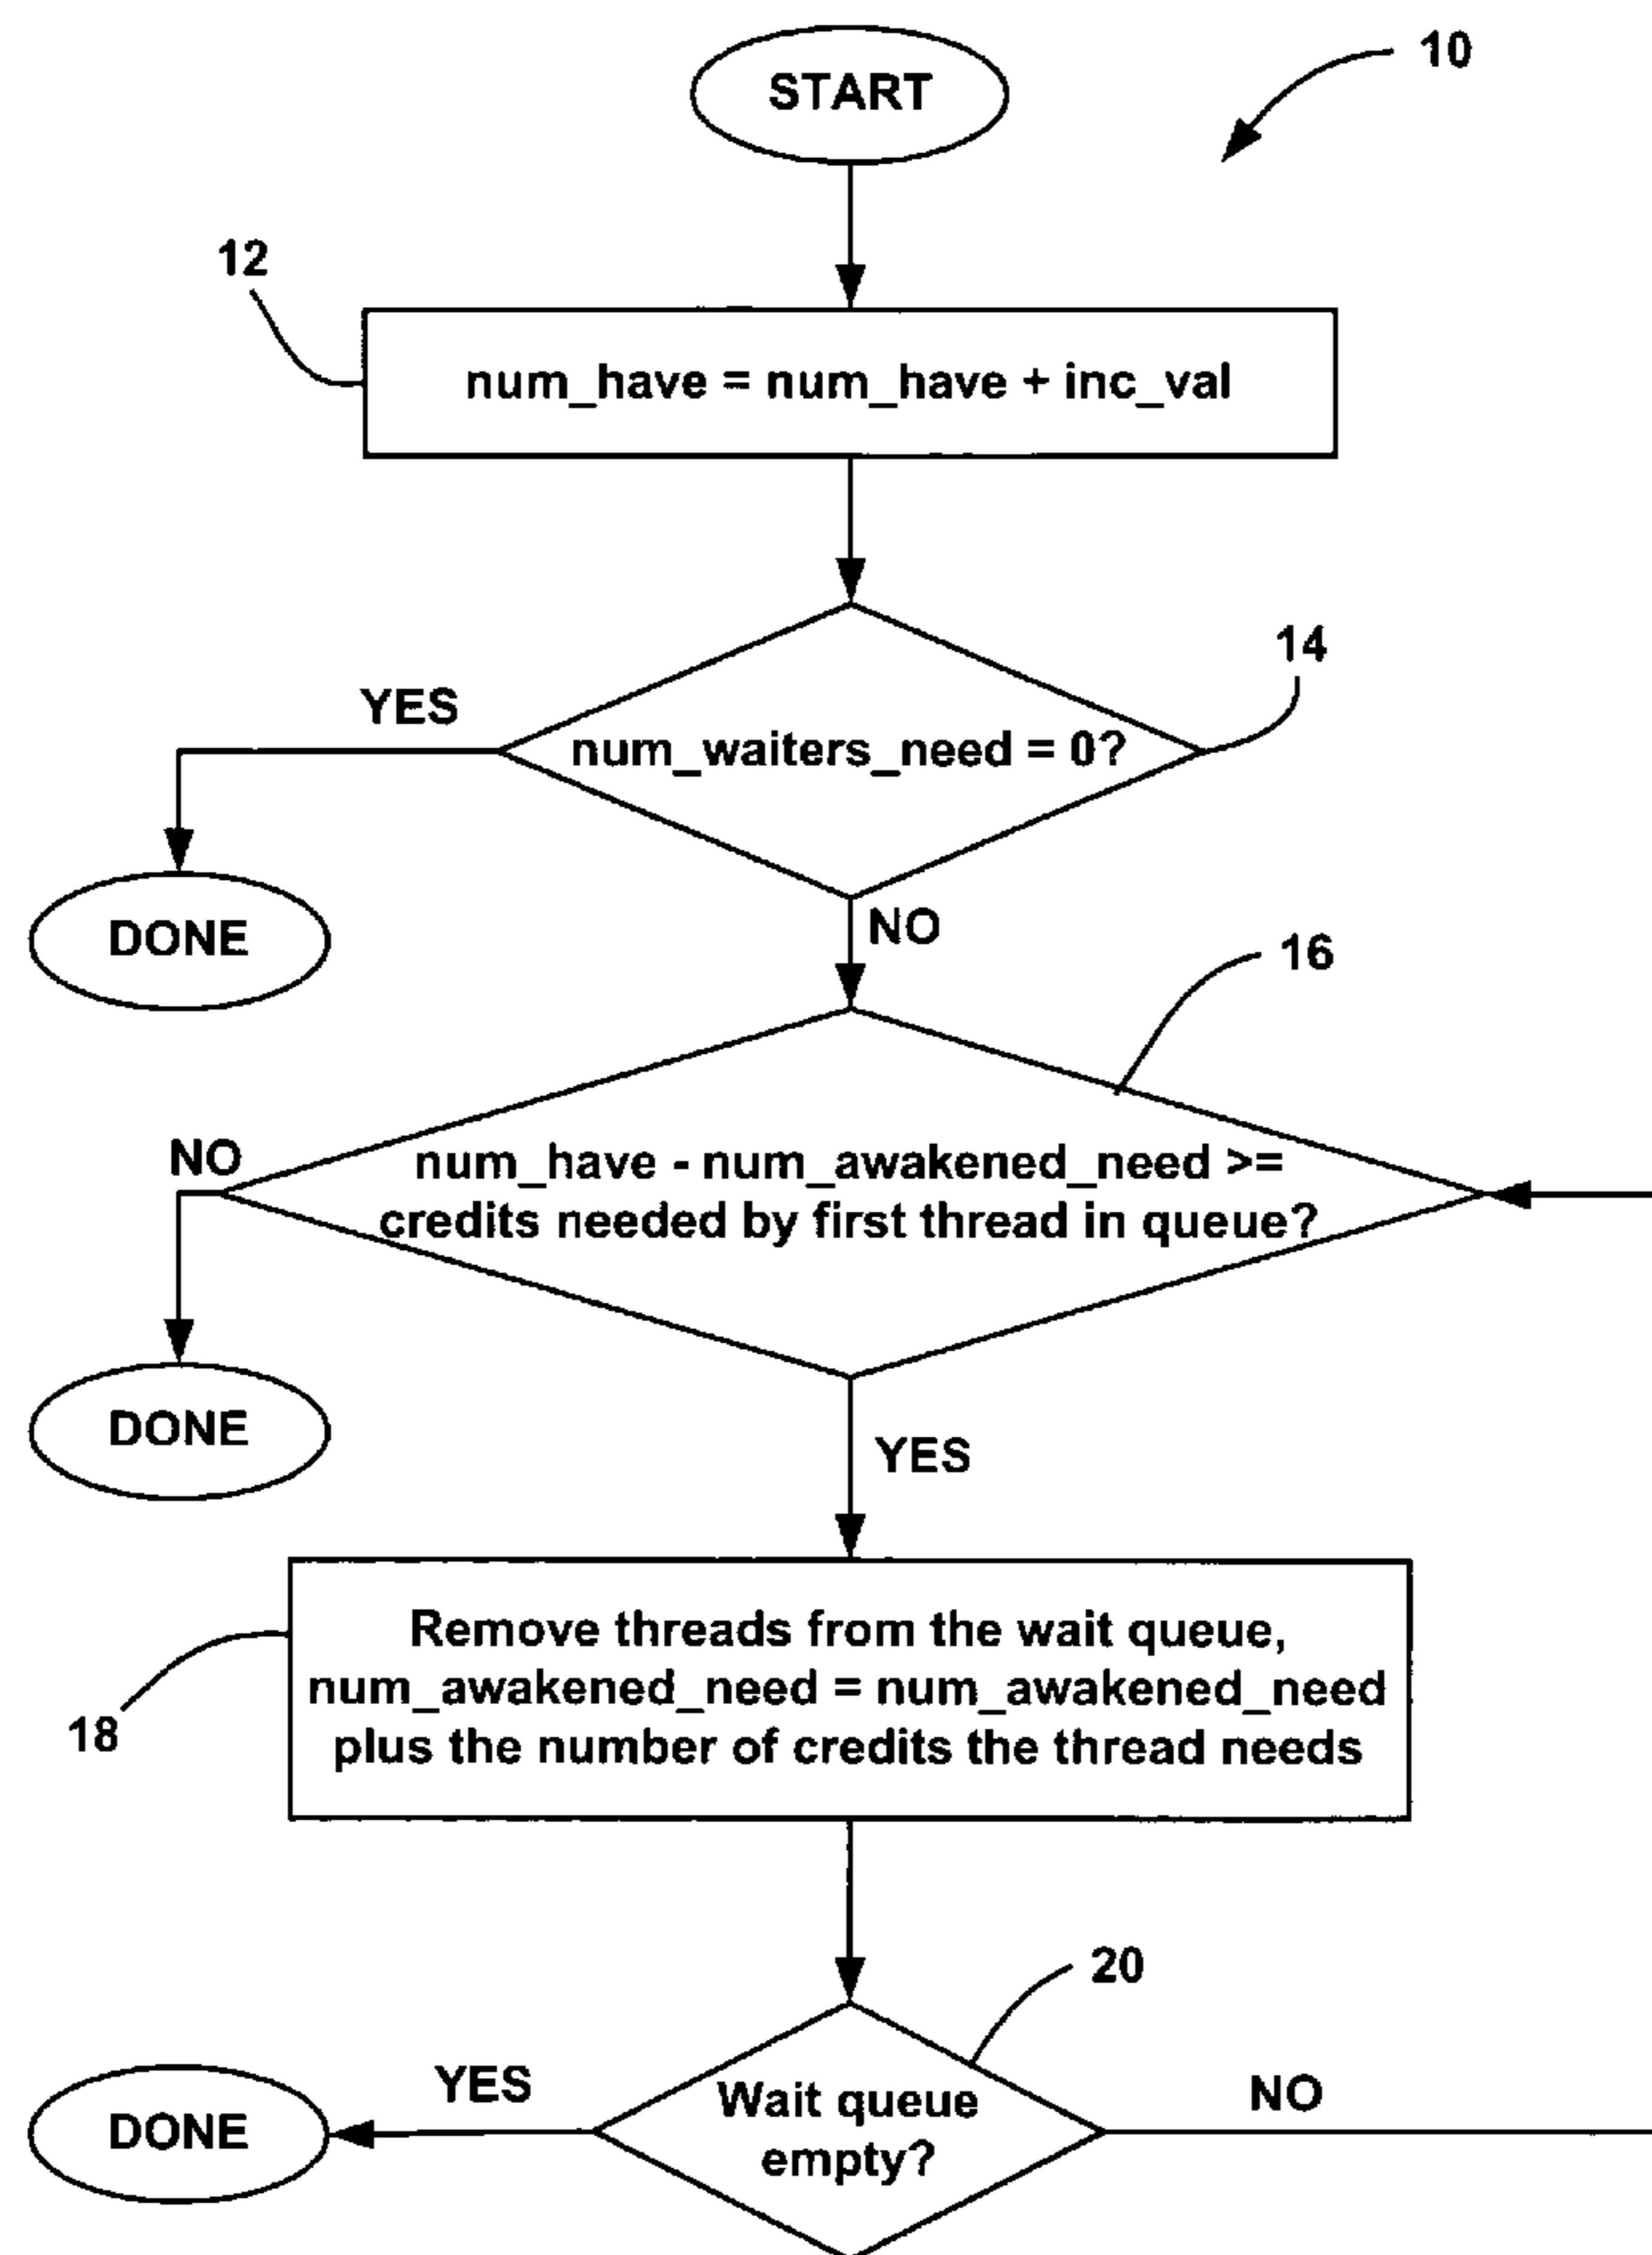 START
10
12
num_have = num_have + inc_val
14
YES
num_waiters_need = 0?
DONE
NO
16
NO
num_have - num_awakened_need >=
credits needed by first thread in queue?
DONE
YES
Remove threads from the wait queue,
num_awakened_need = num_awakened_need
plus the number of credits the thread needs
18
20
YES
Wait queue
empty?
NO
DONE